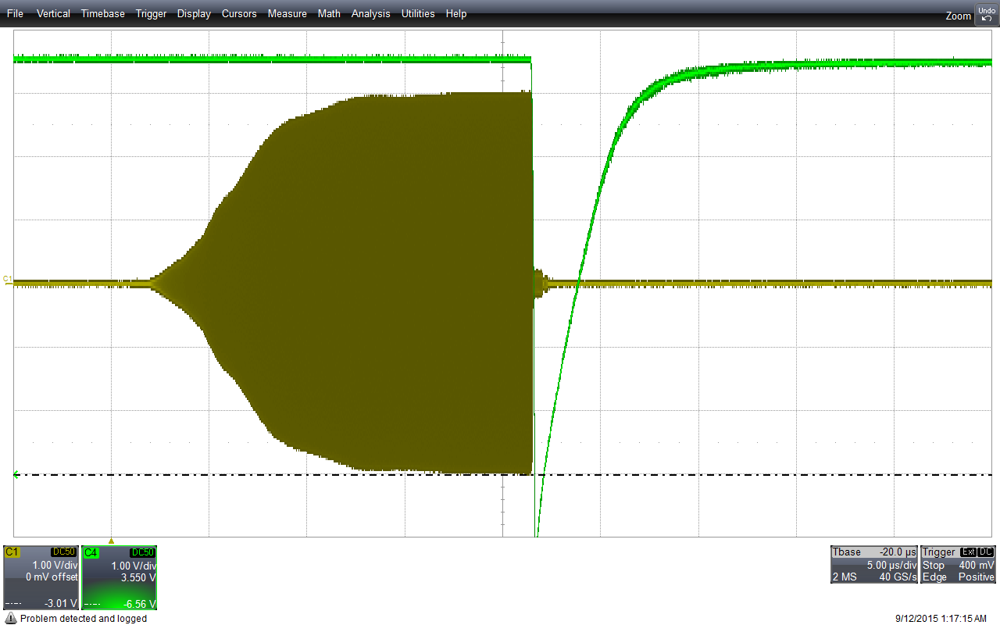 File Vertical Timebase Trigger Display Cursors Measure Math Analysis Utilities Help
Zoom Undo
C1
C1 DC50
1.00 V/div
0 mV offset
-3.01 V
C4 DC50
1.00 V/div
3.550 V
-6.56 V
Tbase -20.0 µs
5.00 µs/div
2 MS 40 GS/s
Trigger Ext DC
Stop 400 mV
Edge Positive
Problem detected and logged
9/12/2015 1:17:15 AM